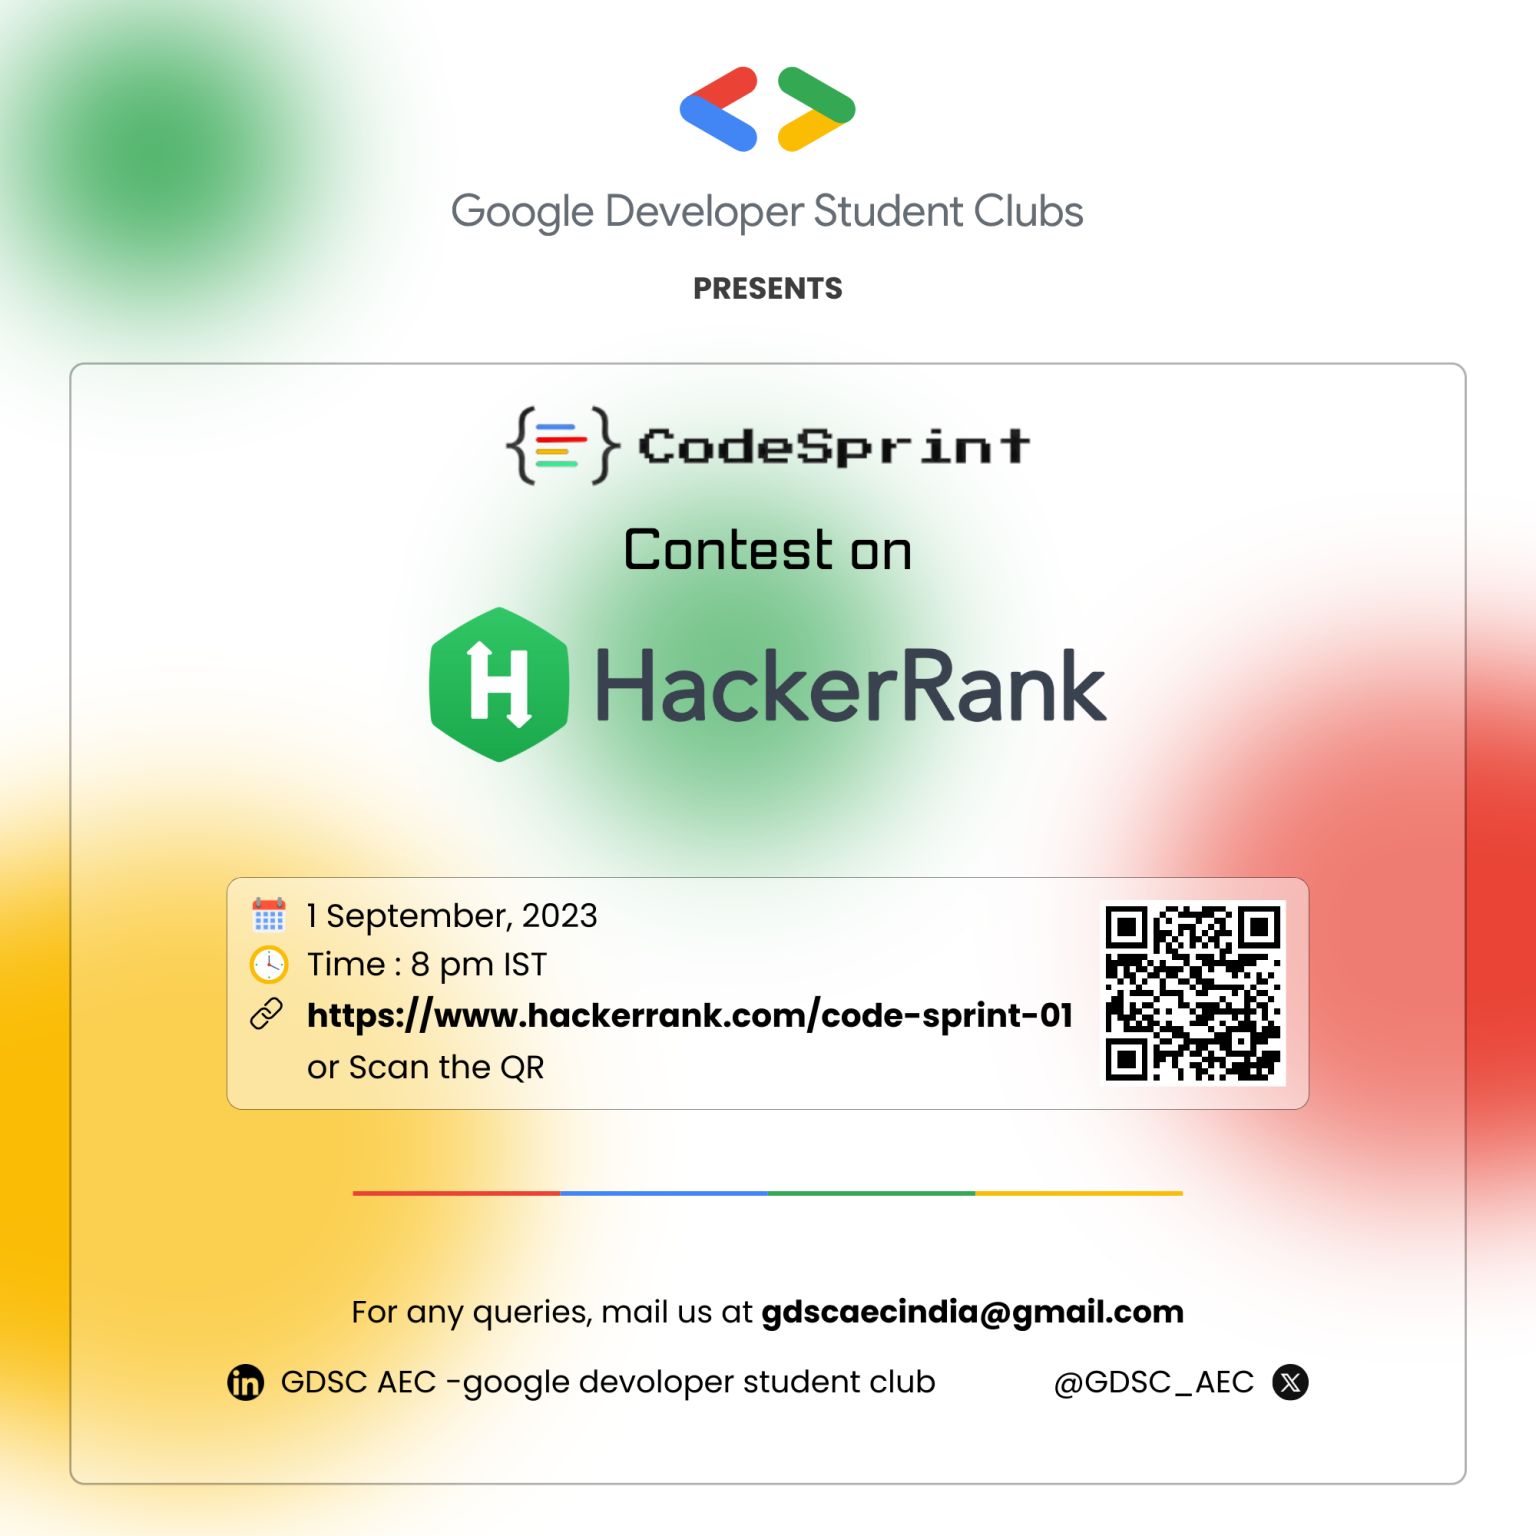 Google Developer Student Clubs
PRESENTS
CodeSprint
Contest on
HackerRank
1 September, 2023
Time : 8 pm IST
https://www.hackerrank.com/code-sprint-01
or Scan the QR
For any queries, mail us at gdscaecindia@gmail.com
GDSC AEC -google devoloper student club
@GDSC_AEC